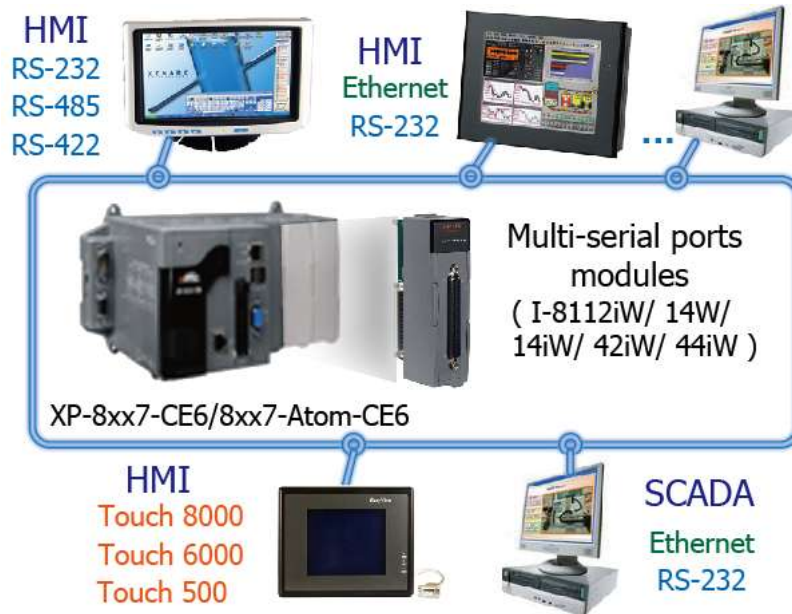 HMI
RS-232
RS-485
RS-422
XENARC
HMI
Ethernet
RS-232
...
Multi-serial ports
modules
( I-8112iW/ 14W/
14iW/ 42iW/ 44iW )
XP-8xx7-CE6/8xx7-Atom-CE6
HMI
Touch 8000
Touch 6000
Touch 500
SCADA
Ethernet
RS-232